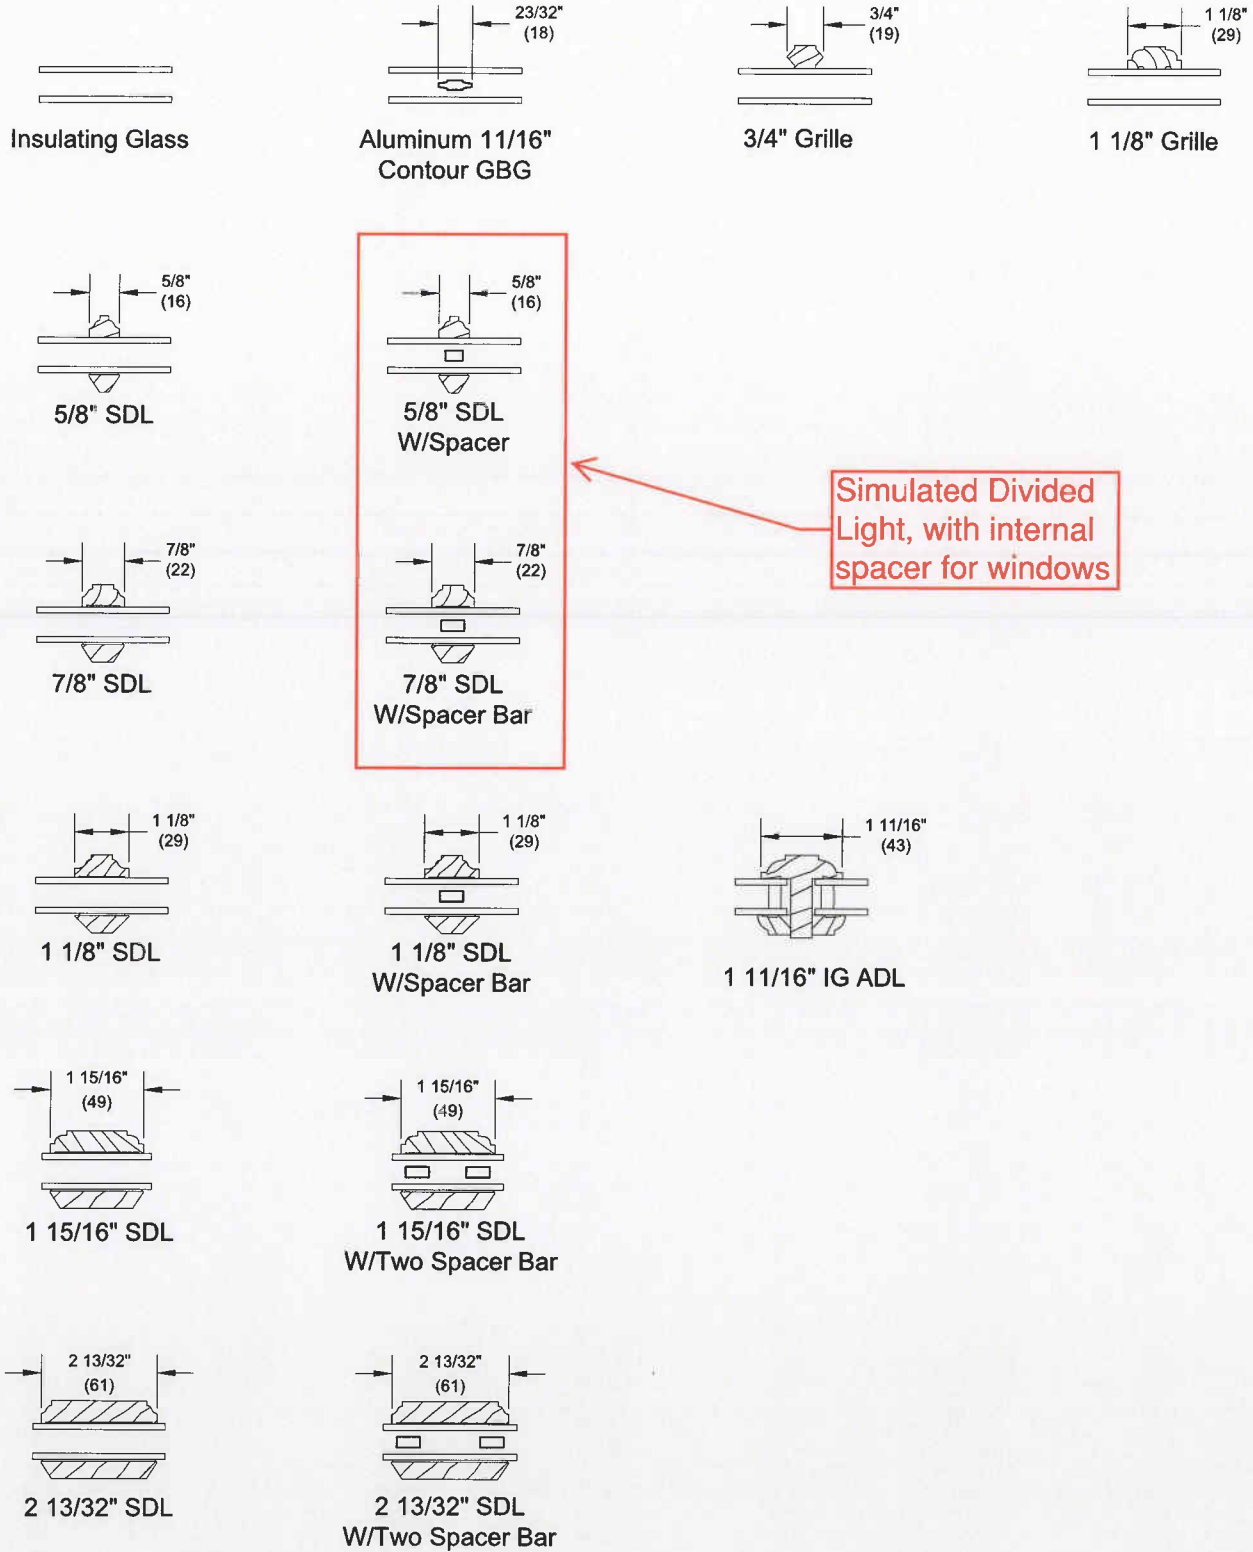 23/32"
(18)
3/4"
(19)
1 1/8"
(29)
Insulating Glass
Aluminum 11/16"
Contour GBG
3/4" Grille
1 1/8" Grille
5/8"
(16)
5/8"
(16)
5/8" SDL
5/8" SDL
W/Spacer
Simulated Divided
Light, with internal
spacer for windows
7/8"
(22)
7/8"
(22)
7/8" SDL
7/8" SDL
W/Spacer Bar
1 1/8"
(29)
1 1/8"
(29)
1 11/16"
(43)
1 1/8" SDL
1 1/8" SDL
W/Spacer Bar
1 11/16" IG ADL
1 15/16"
(49)
1 15/16"
(49)
1 15/16" SDL
1 15/16" SDL
W/Two Spacer Bar
2 13/32"
(61)
2 13/32"
(61)
2 13/32" SDL
2 13/32" SDL
W/Two Spacer Bar